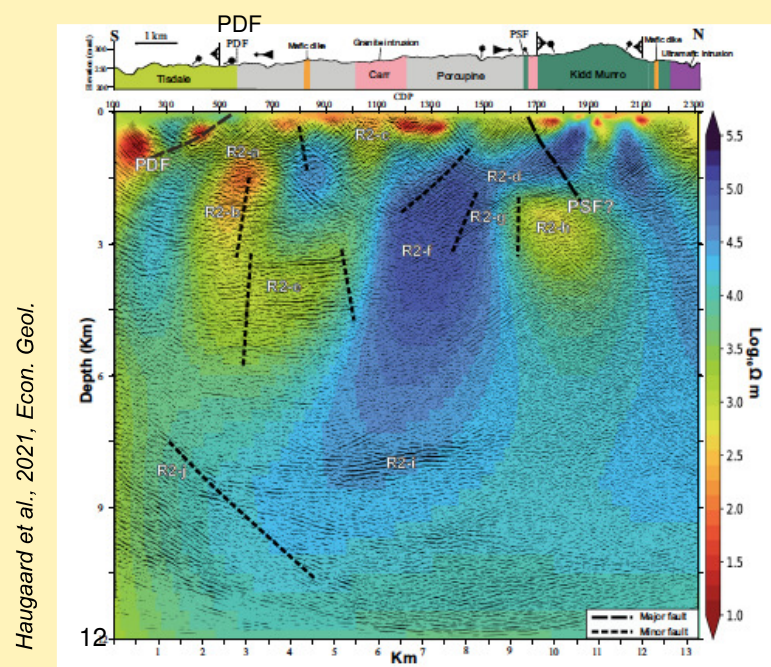 PDF
S
1 km
PDF
Mafic dike
Granite intrusion
PSF
Mafic dike
N
Ultramafic Intrusion
Tisdale
Carr
Porcupine
Kidd Munro
CDP
100 300 500 700 900 1100 1300 1500 1700 1900 2100 2300
0
3
6
9
12
Depth (Km)
PDF
R2-a
R2-b
R2-c
R2-d
R2-e
R2-f
R2-g
R2-h
PSF?
R2-i
R2-j
Major fault
Minor fault
1 2 3 4 5 6 7 8 9 10 11 12 13
Km
5.5
5.0
4.5
4.0
3.5
3.0
2.5
2.0
1.5
1.0
Log₁₀Ω m
Haugaard et al., 2021, Econ. Geol.